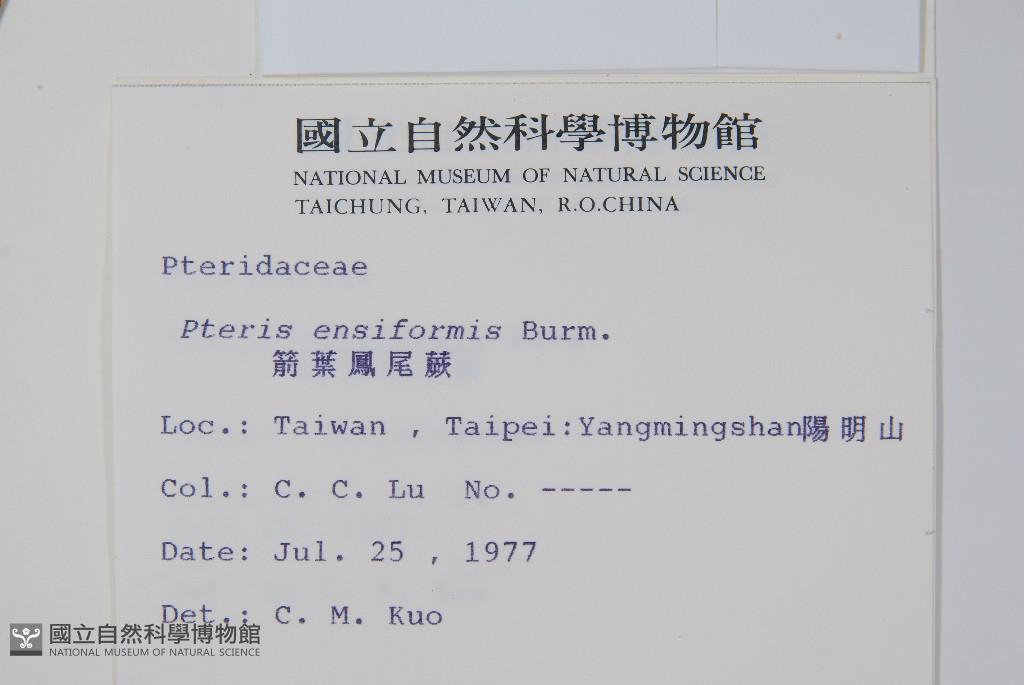 國立自然科學博物館
NATIONAL MUSEUM OF NATURAL SCIENCE
TAICHUNG, TAIWAN, R.O.CHINA
Pteridaceae
Pteris ensiformis Burm.
箭葉鳳尾蕨
Loc.: Taiwan , Taipei:Yangmingshan陽明山
Col.: C. C. Lu No. -----
Date: Jul. 25 , 1977
Det.: C. M. Kuo
國立自然科學博物館
NATIONAL MUSEUM OF NATURAL SCIENCE